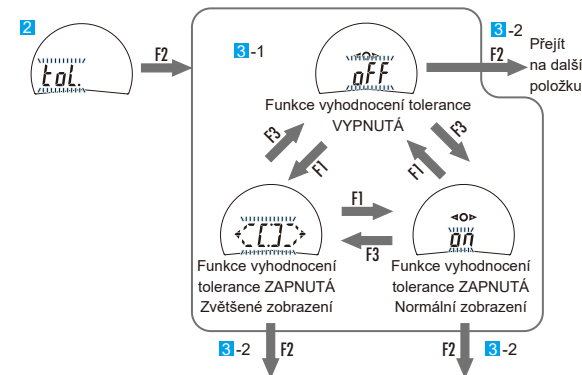 2
toL.
F2
3-1
oFF
Funkce vyhodnocení tolerance
VYPNUTÁ
3-2
F2
Přejít
na další
položku
F3
F1
F3
F1
F1
F3
on
Funkce vyhodnocení
tolerance ZAPNUTÁ
Zvětšené zobrazení
Funkce vyhodnocení
tolerance ZAPNUTÁ
Normální zobrazení
3-2
F2
F2
3-2